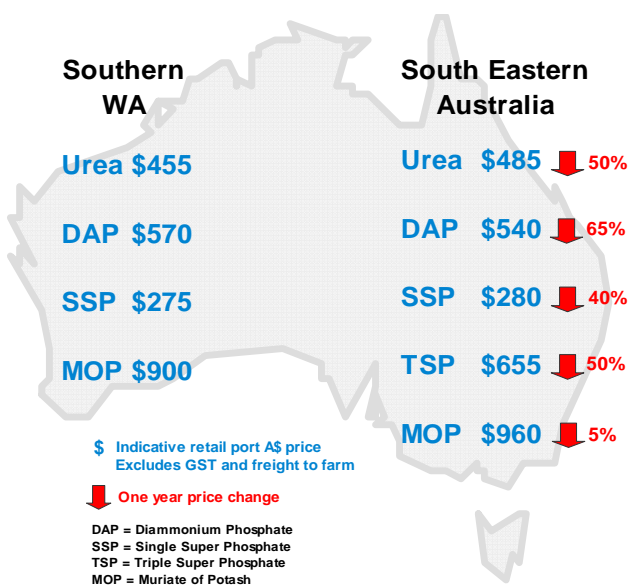 Southern
WA
Urea $455
DAP $570
SSP $275
MOP $900
South Eastern
Australia
Urea $485 50%
DAP $540 65%
SSP $280 40%
TSP $655 50%
MOP $960 5%
$ Indicative retail port A$ price
Excludes GST and freight to farm
One year price change
DAP = Diammonium Phosphate
SSP = Single Super Phosphate
TSP = Triple Super Phosphate
MOP = Muriate of Potash